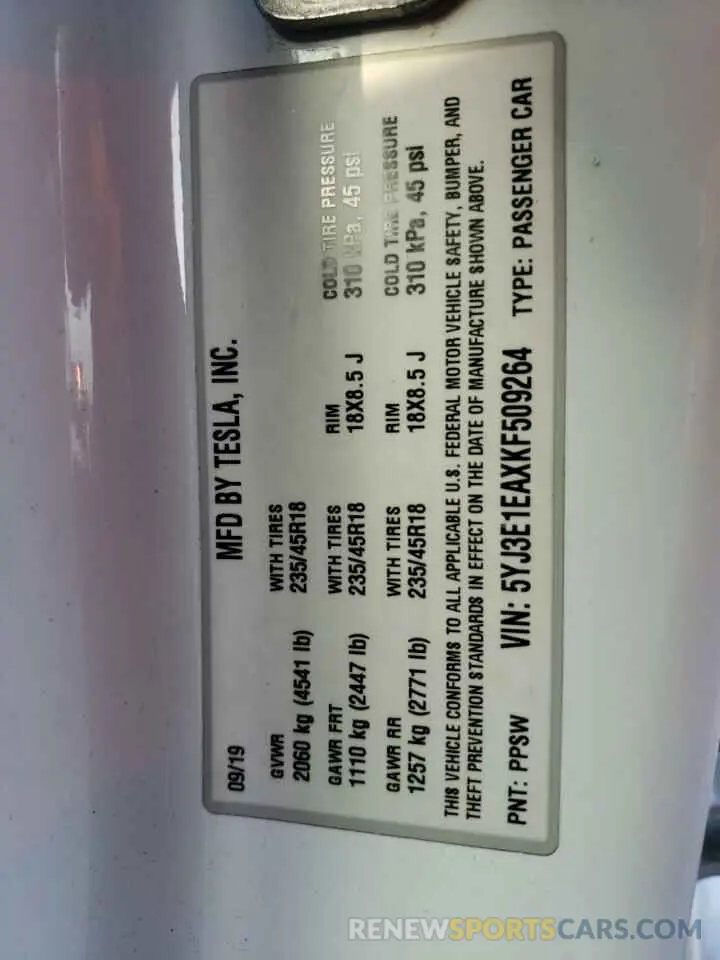 09/19 MFD BY TESLA, INC.
GVWR WITH TIRES
2060 kg (4541 lb) 235/45R18
GAWR FRT WITH TIRES RIM COLD TIRE PRESSURE
1110 kg (2447 lb) 235/45R18 18X8.5 J 310 kPa, 45 psi
GAWR RR WITH TIRES RIM COLD TIRE PRESSURE
1257 kg (2771 lb) 235/45R18 18X8.5 J 310 kPa, 45 psi
THIS VEHICLE CONFORMS TO ALL APPLICABLE U.S. FEDERAL MOTOR VEHICLE SAFETY, BUMPER, AND
THEFT PREVENTION STANDARDS IN EFFECT ON THE DATE OF MANUFACTURE SHOWN ABOVE.
PNT: PPSW VIN: 5YJ3E1EAXKF509264 TYPE: PASSENGER CAR
RENEWSPORTSCARS.COM